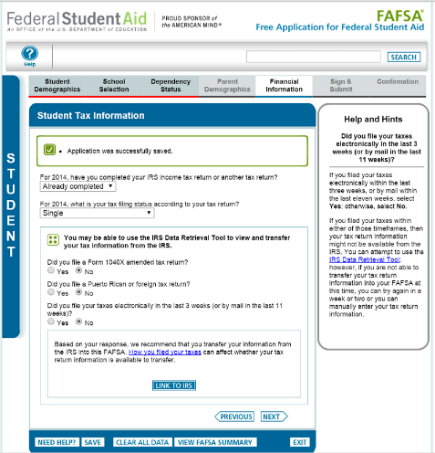 Federal Student Aid
An OFFICE of the U.S. DEPARTMENT of EDUCATION
PROUD SPONSOR of
the AMERICAN MIND®
FAFSA®
Free Application for Federal Student Aid
?
Help
SEARCH
Student
Demographics
School
Selection
Dependency
Status
Parent
Demographics
Financial
Information
Sign &
Submit
Confirmation
STUDENT
Student Tax Information
• Application was successfully saved.
For 2014, have you completed your IRS income tax return or another tax return?
Already completed
For 2014, what is your tax filing status according to your tax return?
Single
You may be able to use the IRS Data Retrieval Tool to view and transfer
your tax information from the IRS.
Did you file a Form 1040X amended tax return?
Yes No
Did you file a Puerto Rican or foreign tax return?
Yes No
Did you file your taxes electronically in the last 3 weeks (or by mail in the last 11
weeks)?
Yes No
Based on your response, we recommend that you transfer your information
from the IRS into this FAFSA. How you filed your taxes can affect whether your tax
return information is available to transfer.
LINK TO IRS
PREVIOUS NEXT
NEED HELP? SAVE CLEAR ALL DATA VIEW FAFSA SUMMARY EXIT
Help and Hints
Did you file your taxes
electronically in the last 3
weeks (or by mail in the last
11 weeks)?
If you filed your taxes
electronically within the last
three weeks, or by mail within
the last eleven weeks, select
Yes; otherwise, select No.
If you filed your taxes within
either of those timeframes, then
your tax return information
might not be available from the
IRS. You can attempt to use the
IRS Data Retrieval Tool;
however, if you are not able to
transfer your tax return
information into your FAFSA at
this time, you can try again in a
week or two or you can
manually enter your tax return
information.